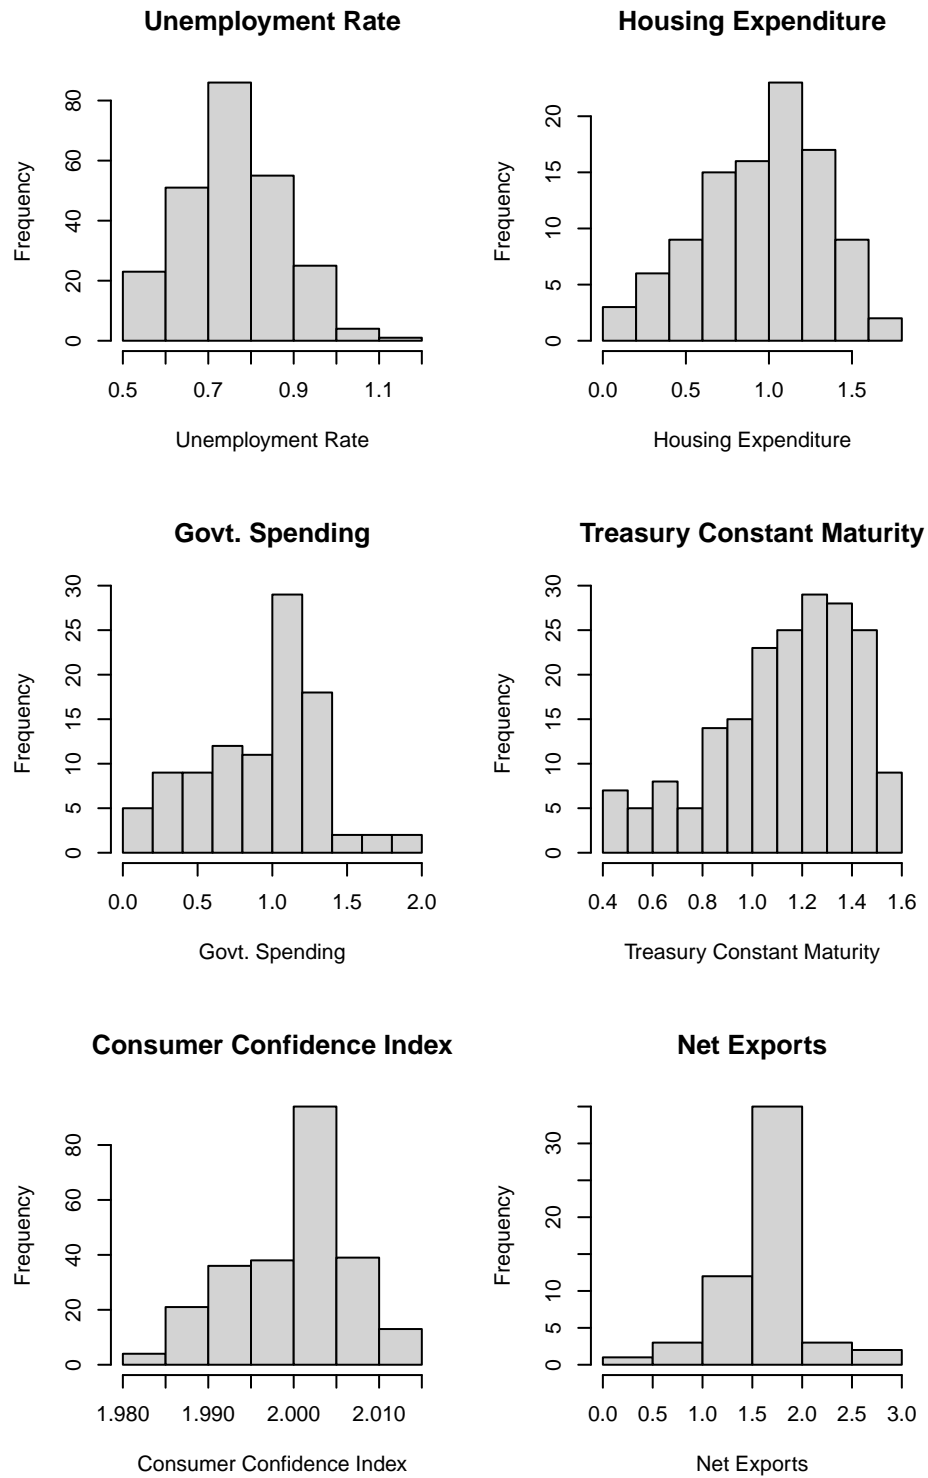 Unemployment Rate
Frequency
0 20 40 60 80
0.5 0.7 0.9 1.1
Unemployment Rate
Housing Expenditure
Frequency
0 5 10 15 20
0.0 0.5 1.0 1.5
Housing Expenditure
Govt. Spending
Frequency
0 5 10 15 20 25 30
0.0 0.5 1.0 1.5 2.0
Govt. Spending
Treasury Constant Maturity
Frequency
0 5 10 15 20 25 30
0.4 0.6 0.8 1.0 1.2 1.4 1.6
Treasury Constant Maturity
Consumer Confidence Index
Frequency
0 20 40 60 80
1.980 1.990 2.000 2.010
Consumer Confidence Index
Net Exports
Frequency
0 5 10 20 30
0.0 0.5 1.0 1.5 2.0 2.5 3.0
Net Exports